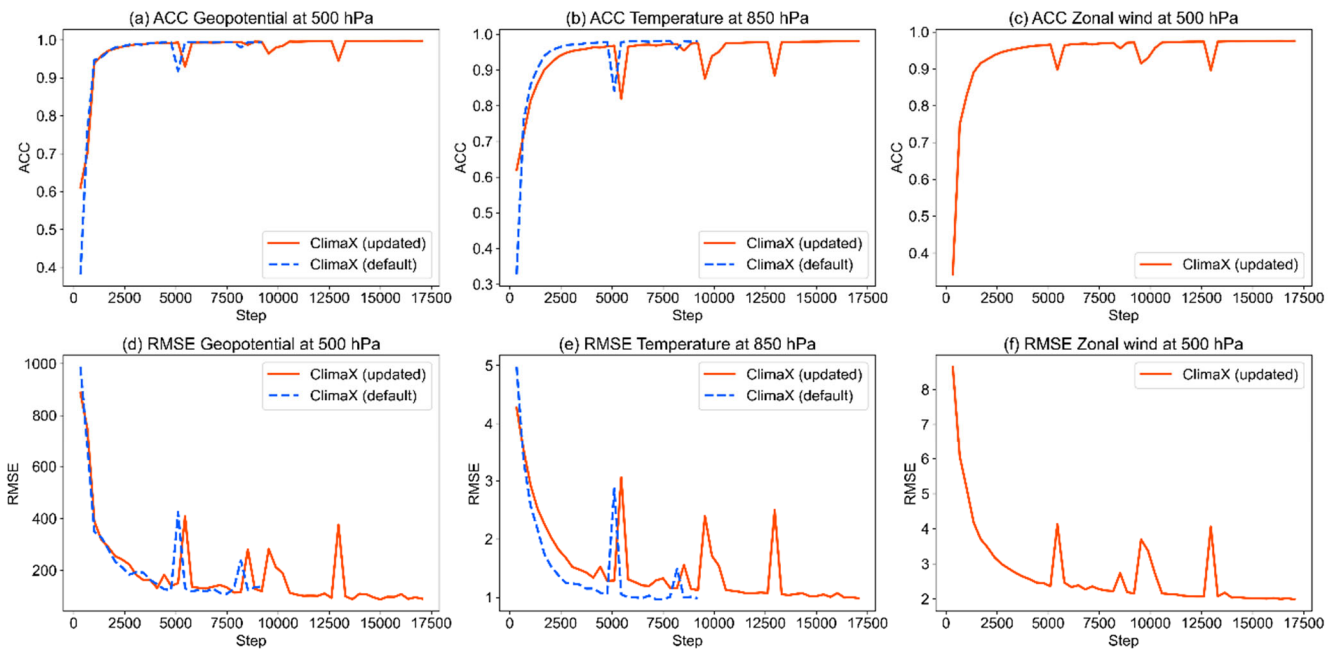 (a) ACC Geopotential at 500 hPa
1.0
0.9
0.8
0.7
0.6
0.5
0.4
ACC
ClimaX (updated)
ClimaX (default)
0 2500 5000 7500 10000 12500 15000 17500
Step
(b) ACC Temperature at 850 hPa
1.0
0.9
0.8
0.7
0.6
0.5
0.4
0.3
ACC
ClimaX (updated)
ClimaX (default)
0 2500 5000 7500 10000 12500 15000 17500
Step
(c) ACC Zonal wind at 500 hPa
1.0
0.9
0.8
0.7
0.6
0.5
0.4
ACC
ClimaX (updated)
0 2500 5000 7500 10000 12500 15000 17500
Step
(d) RMSE Geopotential at 500 hPa
1000
800
600
400
200
RMSE
ClimaX (updated)
ClimaX (default)
0 2500 5000 7500 10000 12500 15000 17500
Step
(e) RMSE Temperature at 850 hPa
5
4
3
2
1
RMSE
ClimaX (updated)
ClimaX (default)
0 2500 5000 7500 10000 12500 15000 17500
Step
(f) RMSE Zonal wind at 500 hPa
8
7
6
5
4
3
2
RMSE
ClimaX (updated)
0 2500 5000 7500 10000 12500 15000 17500
Step